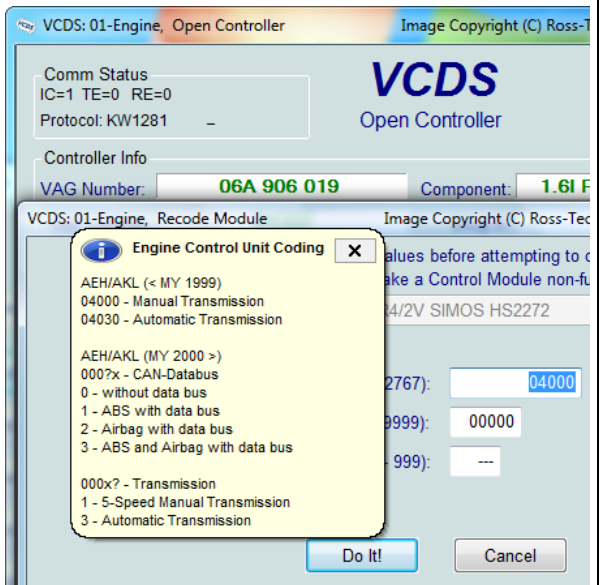 VCDS: 01-Engine, Open Controller Image Copyright (C) Ross-T
Comm Status
IC=1 TE=0 RE=0
Protocol: KW1281
VCDS
Open Controller
Controller Info
VAG Number: 06A 906 019 Component: 1.6l
VCDS: 01-Engine, Recode Module Image Copyright (C) Ross-Tec
Engine Control Unit Coding X
AEH/AKL (< MY 1999)
04000 - Manual Transmission
04030 - Automatic Transmission
AEH/AKL (MY 2000 >)
000?x - CAN-Databus
0 - without data bus
1 - ABS with data bus
2 - Airbag with data bus
3 - ABS and Airbag with data bus
000x? - Transmission
1 - 5-Speed Manual Transmission
3 - Automatic Transmission
alues before attempting to
ake a Control Module non-fu
R4/2V SIMOS HS2272
2767): 04000
9999): 00000
- 999): ---
Do It! Cancel